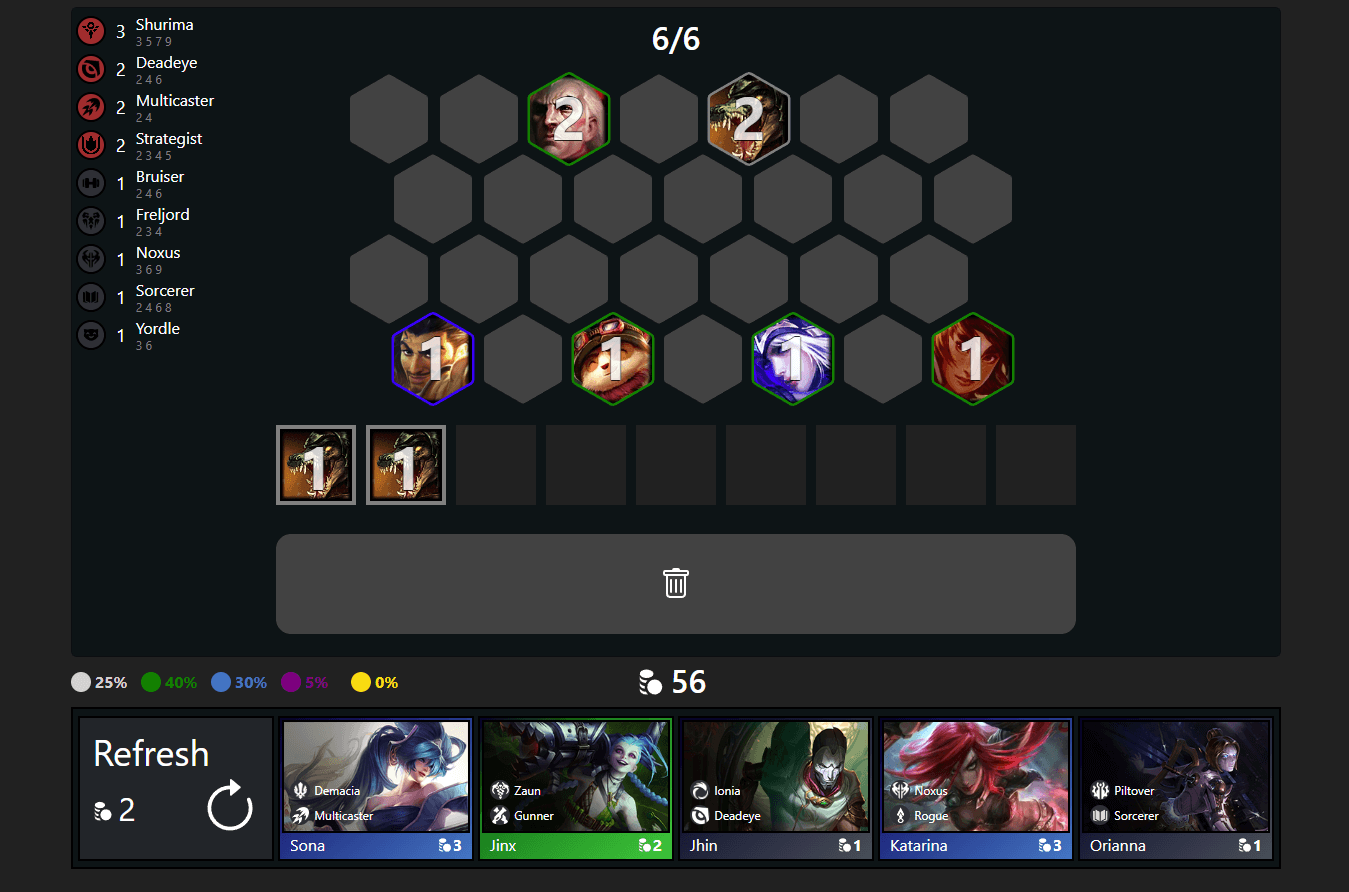 3 Shurima
3 5 7 9
2 Deadeye
2 4 6
2 Multicaster
2 4
2 Strategist
2 3 4 5
1 Bruiser
2 4 6
1 Freljord
2 3 4
1 Noxus
3 6 9
1 Sorcerer
2 4 6 8
1 Yordle
3 6
6/6
2 2
1 1 1 1
1 1
25% 40% 30% 5% 0%
56
Refresh
2
Demacia
Multicaster
Sona 3
Zaun
Gunner
Jinx 2
Ionia
Deadeye
Jhin 1
Noxus
Rogue
Katarina 3
Piltover
Sorcerer
Orianna 1